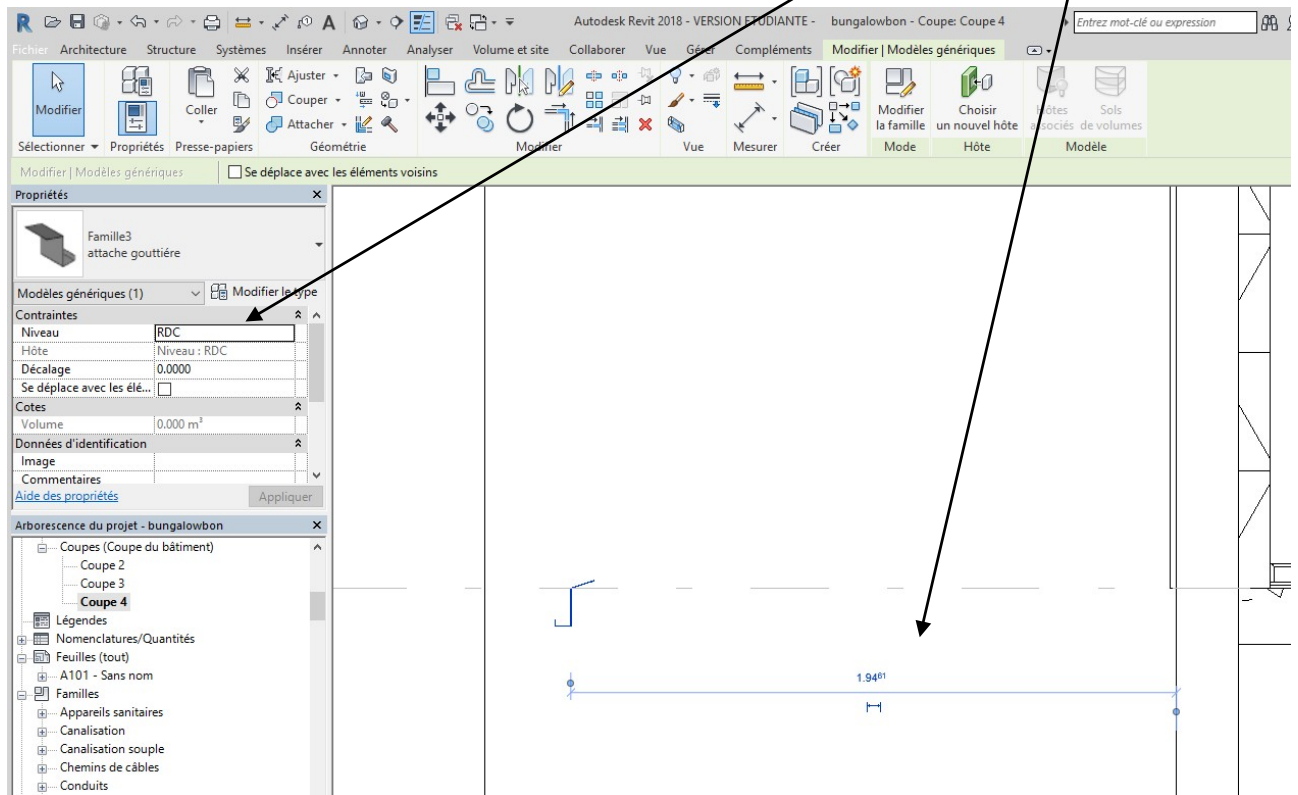 Autodesk Revit 2018 - VERSION ETUDIANTE - bungalowbon - Coupe: Coupe 4
Entrez mot-clé ou expression
Fichier Architecture Structure Systèmes Insérer Annoter Analyser Volume et site Collaborer Vue Gérer Compléments Modifier | Modèles génériques
Modifier
Coller
Ajuster
Couper
Attacher
Modifier la famille
Choisir un nouvel hôte
Hôtes associés
Sols de volumes
Sélectionner Propriétés Presse-papiers Géométrie Modifier Vue Mesurer Créer Mode Hôte Modèle
Modifier | Modèles génériques Se déplace avec les éléments voisins
Propriétés
Famille3
attache gouttiére
Modèles génériques (1) Modifier le type
Contraintes
Niveau RDC
Hôte Niveau : RDC
Décalage 0.0000
Se déplace avec les élé...
Cotes
Volume 0.000 m³
Données d'identification
Image
Commentaires
Aide des propriétés Appliquer
Arborescence du projet - bungalowbon
Coupes (Coupe du bâtiment)
Coupe 2
Coupe 3
Coupe 4
Légendes
Nomenclatures/Quantités
Feuilles (tout)
A101 - Sans nom
Familles
Appareils sanitaires
Canalisation
Canalisation souple
Chemins de câbles
Conduits
1.94⁶¹